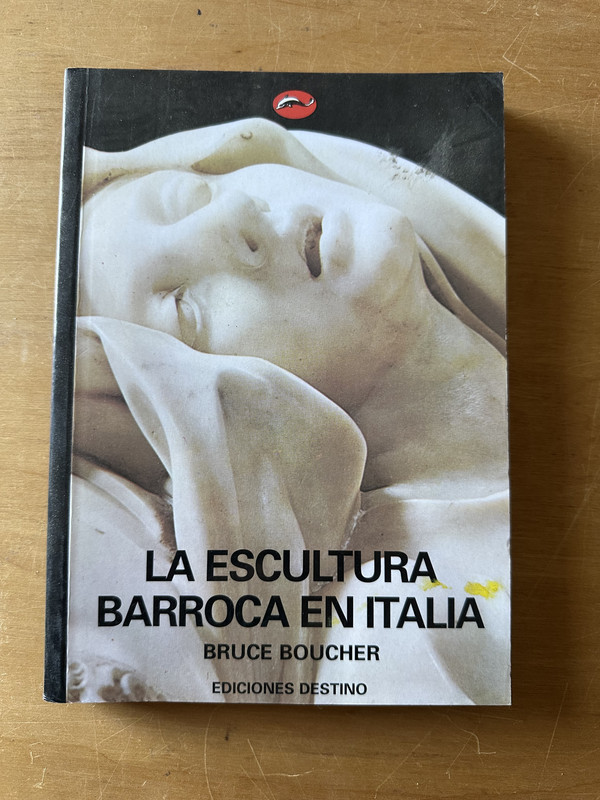 LA ESCULTURA
BARROCA EN ITALIA
BRUCE BOUCHER
EDICIONES DESTINO